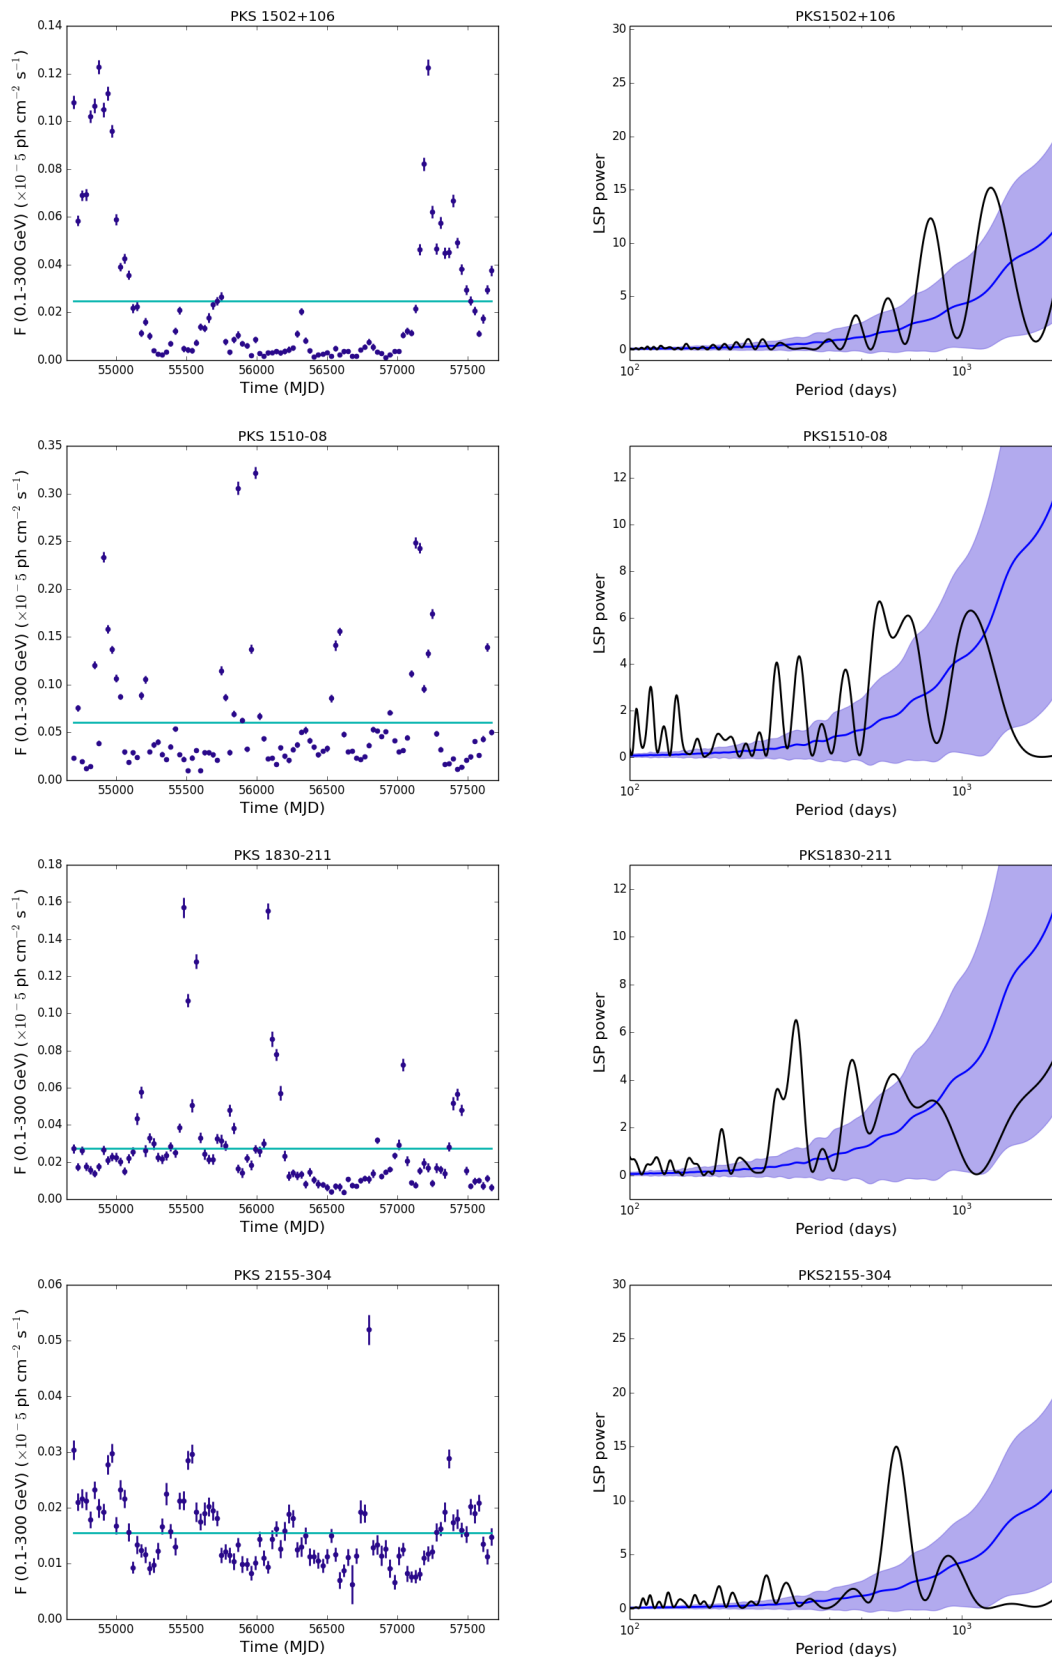 PKS 1502+106
F (0.1-300 GeV) (×10⁻5 ph cm⁻² s⁻¹)
0.14
0.12
0.10
0.08
0.06
0.04
0.02
0.00
55000 55500 56000 56500 57000 57500
Time (MJD)
PKS1502+106
LSP power
30
25
20
15
10
5
0
10² 10³
Period (days)
PKS 1510-08
F (0.1-300 GeV) (×10⁻5 ph cm⁻² s⁻¹)
0.35
0.30
0.25
0.20
0.15
0.10
0.05
0.00
55000 55500 56000 56500 57000 57500
Time (MJD)
PKS1510-08
LSP power
12
10
8
6
4
2
0
10² 10³
Period (days)
PKS 1830-211
F (0.1-300 GeV) (×10⁻5 ph cm⁻² s⁻¹)
0.18
0.16
0.14
0.12
0.10
0.08
0.06
0.04
0.02
0.00
55000 55500 56000 56500 57000 57500
Time (MJD)
PKS1830-211
LSP power
12
10
8
6
4
2
0
10² 10³
Period (days)
PKS 2155-304
F (0.1-300 GeV) (×10⁻5 ph cm⁻² s⁻¹)
0.06
0.05
0.04
0.03
0.02
0.01
0.00
55000 55500 56000 56500 57000 57500
Time (MJD)
PKS2155-304
LSP power
30
25
20
15
10
5
0
10² 10³
Period (days)